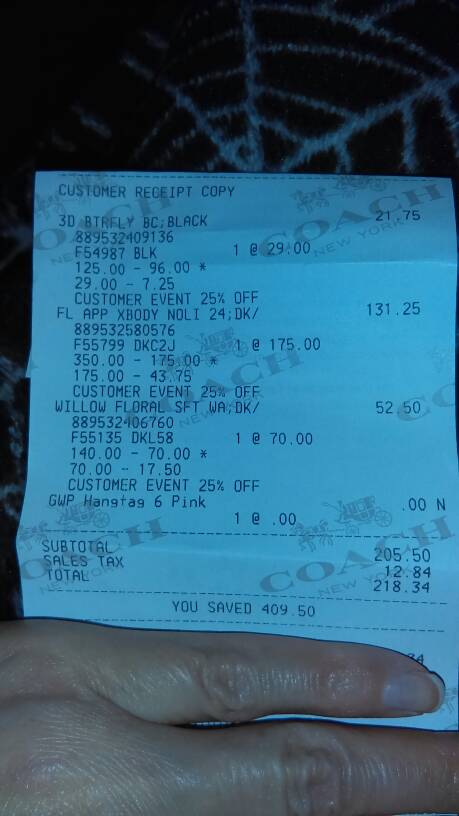 CUSTOMER RECEIPT COPY
3D BTRFLY BC;BLACK 21.75
889532409136
F54987 BLK 1 @ 29.00
125.00 - 96.00 *
29.00 - 7.25
CUSTOMER EVENT 25% OFF
FL APP XBODY NOLI 24;DK/ 131.25
889532580576
F55799 DKC2J 1 @ 175.00
350.00 - 175.00 *
175.00 - 43.75
CUSTOMER EVENT 25% OFF
WILLOW FLORAL SFT WA;DK/ 52.50
889532406760
F55135 DKL58 1 @ 70.00
140.00 - 70.00 *
70.00 - 17.50
CUSTOMER EVENT 25% OFF
GWP Hangtag 6 Pink .00 N
1 @ .00
SUBTOTAL 205.50
SALES TAX 12.84
TOTAL 218.34
YOU SAVED 409.50
COACH
NEW YORK